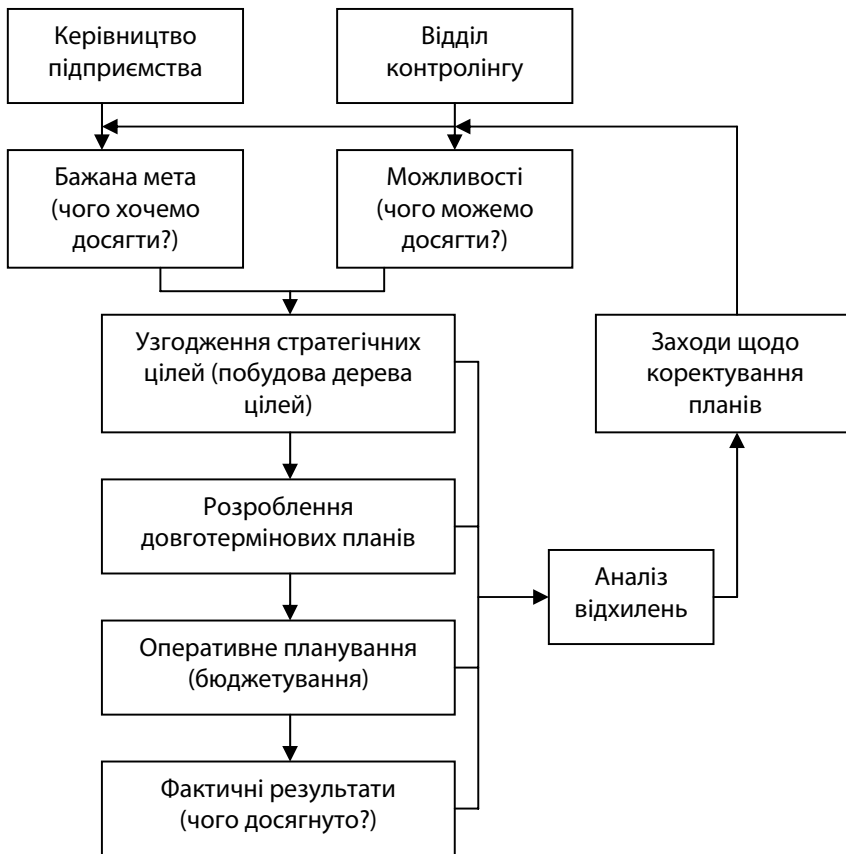 Керівництво
підприємства
Відділ
контролінгу
Бажана мета
(чого хочемо
досягти?)
Можливості
(чого можемо
досягти?)
Узгодження стратегічних
цілей (побудова дерева
цілей)
Заходи щодо
коректування
планів
Розроблення
довготермінових планів
Аналіз
відхилень
Оперативне планування
(бюджетування)
Фактичні результати
(чого досягнуто?)